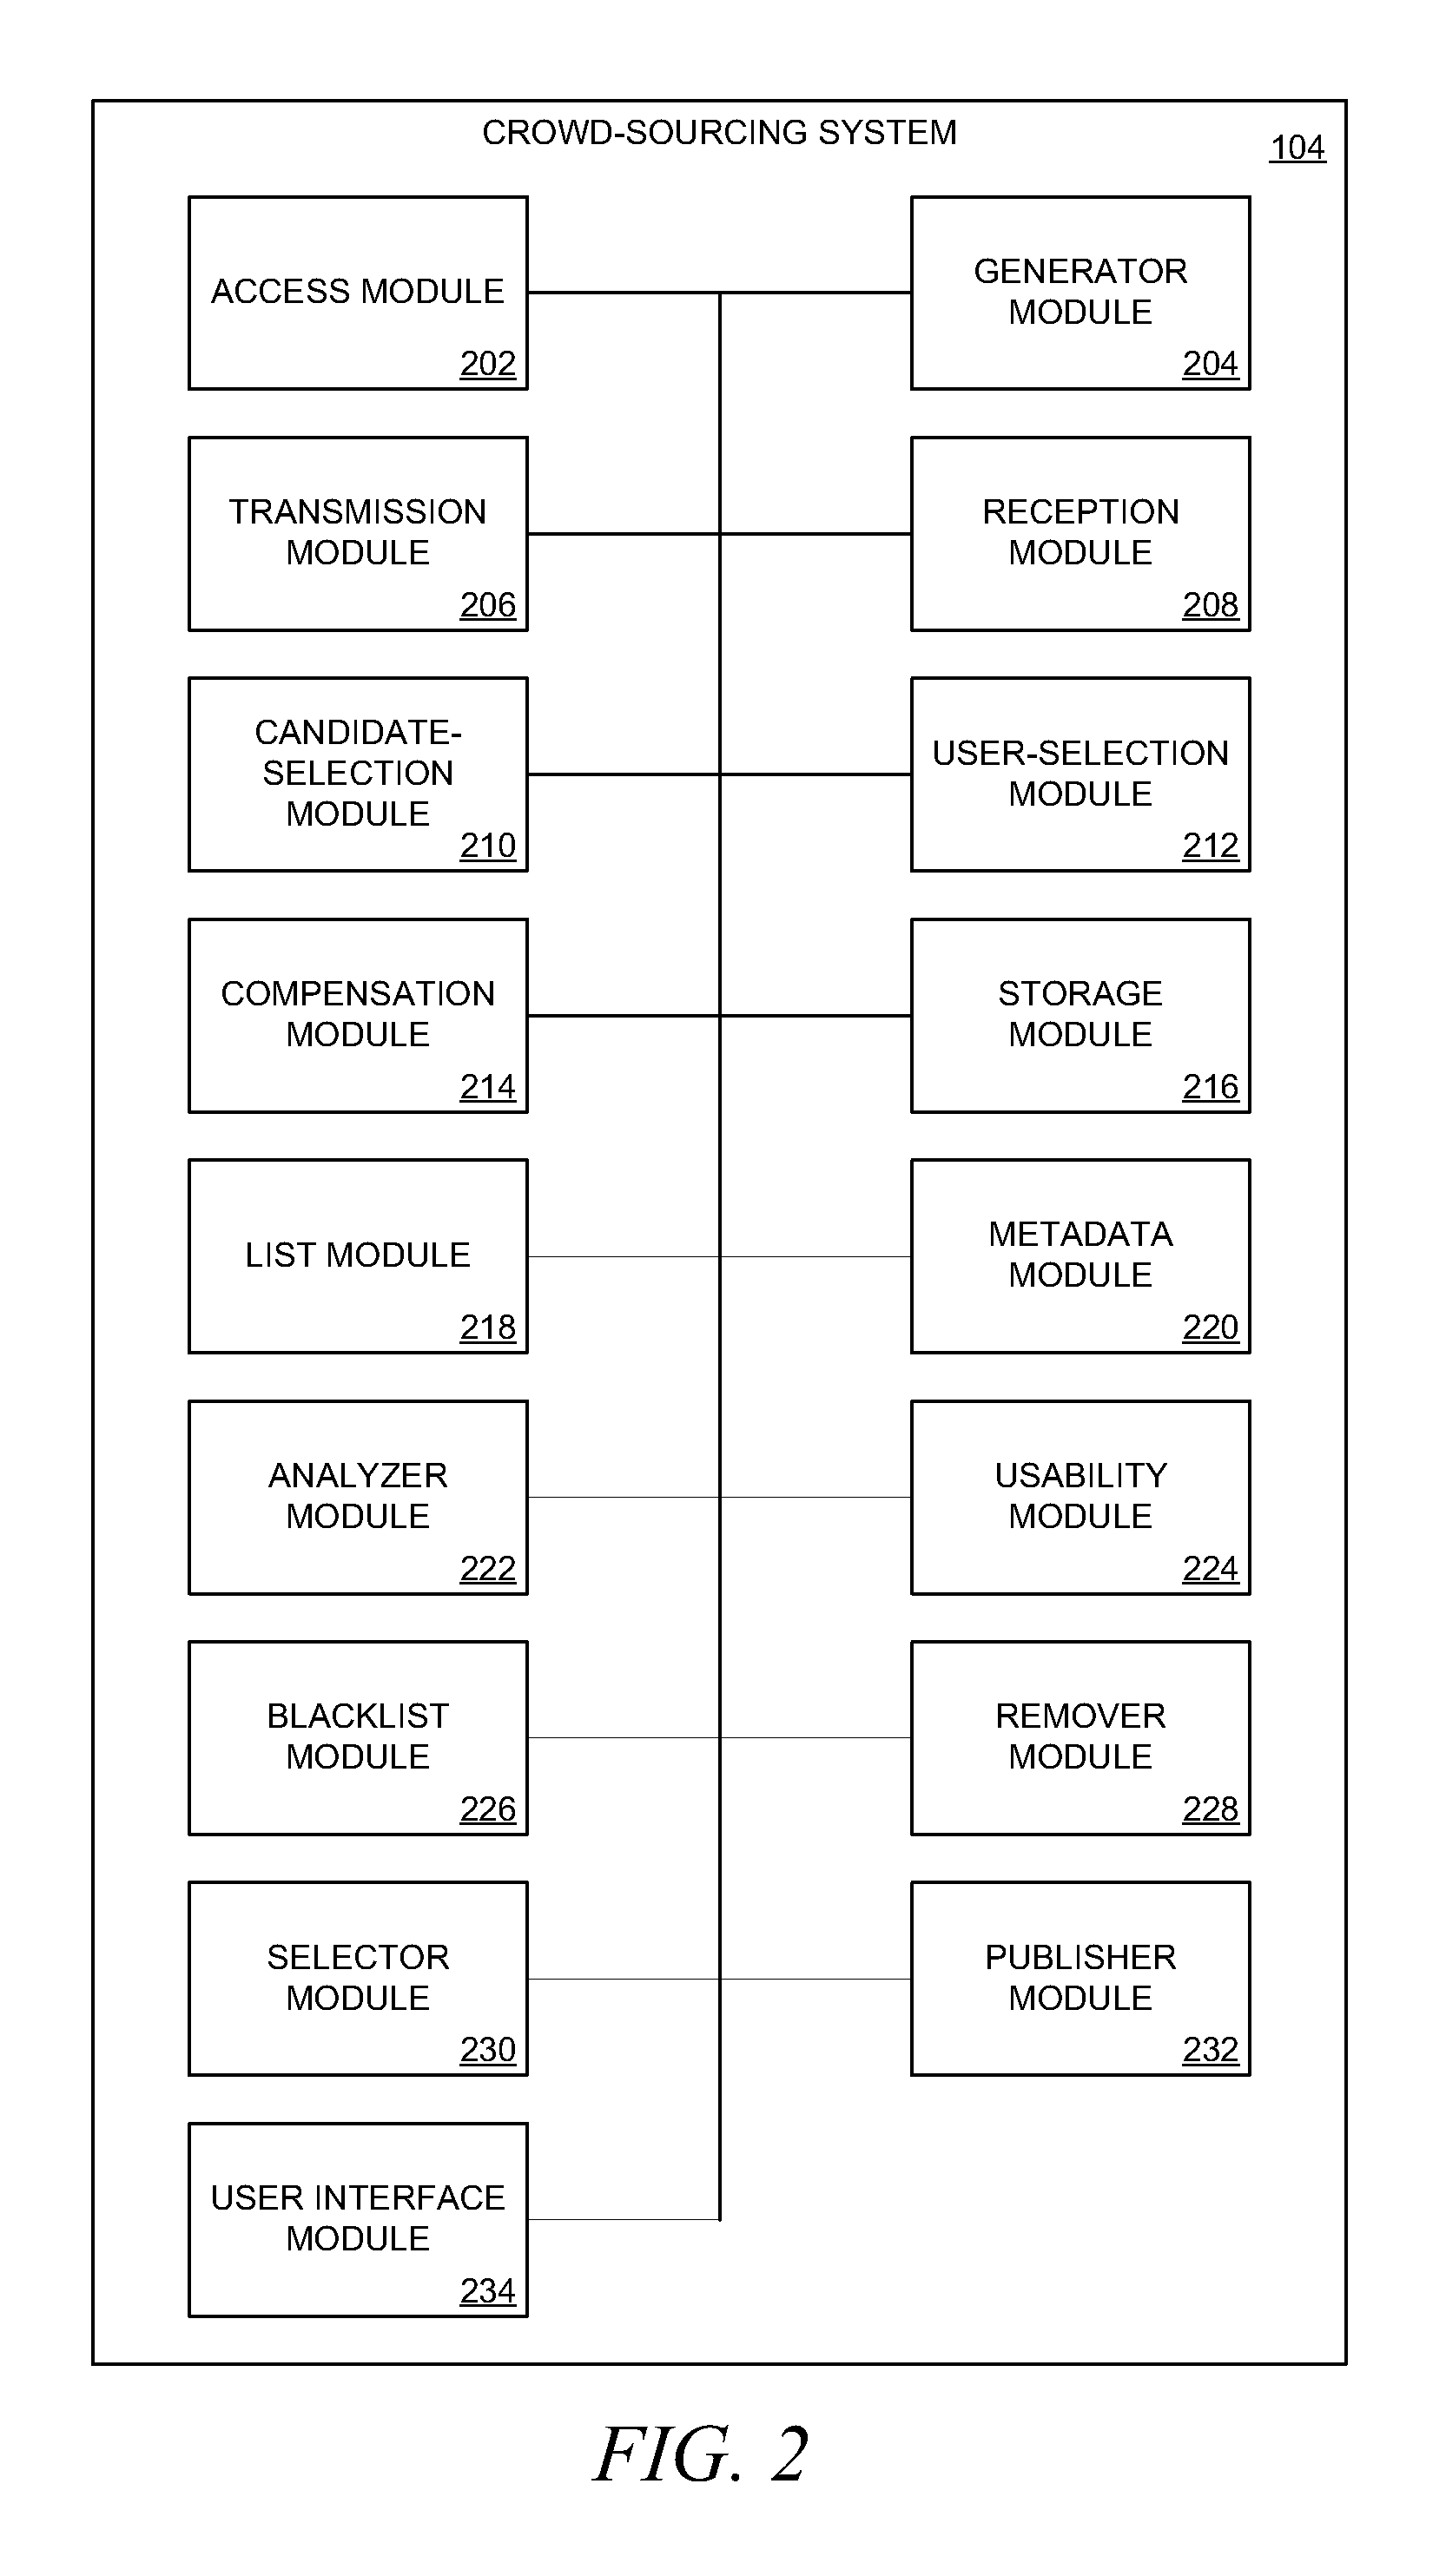 CROWD-SOURCING SYSTEM
104
ACCESS MODULE
202
GENERATOR
MODULE
204
TRANSMISSION
MODULE
206
RECEPTION
MODULE
208
CANDIDATE-
SELECTION
MODULE
210
USER-SELECTION
MODULE
212
COMPENSATION
MODULE
214
STORAGE
MODULE
216
LIST MODULE
218
METADATA
MODULE
220
ANALYZER
MODULE
222
USABILITY
MODULE
224
BLACKLIST
MODULE
226
REMOVER
MODULE
228
SELECTOR
MODULE
230
PUBLISHER
MODULE
232
USER INTERFACE
MODULE
234
FIG. 2